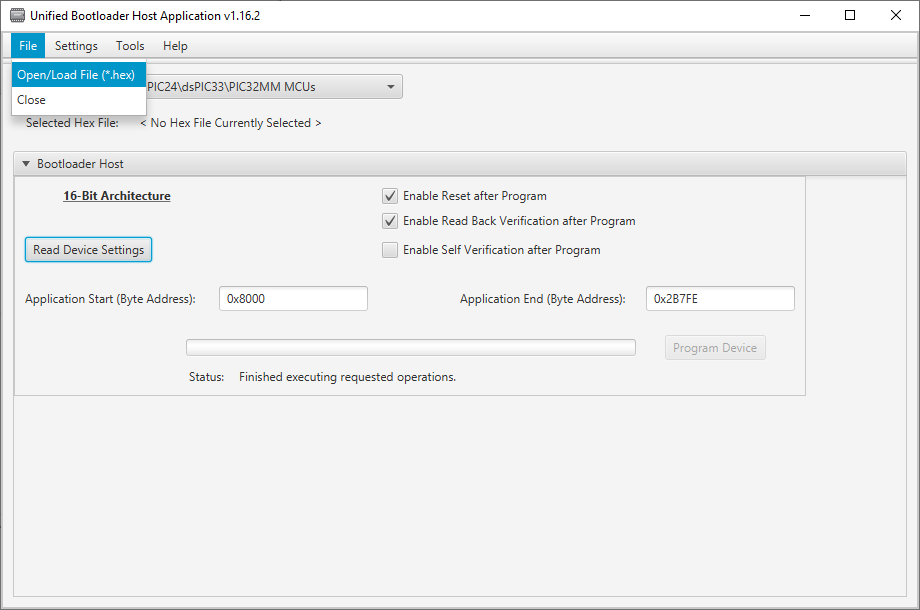 Unified Bootloader Host Application v1.16.2
File Settings Tools Help
Open/Load File (*.hex)
PIC24\dsPIC33\PIC32MM MCUs
Close
Selected Hex File: < No Hex File Currently Selected >
Bootloader Host
16-Bit Architecture
Enable Reset after Program
Enable Read Back Verification after Program
Read Device Settings
Enable Self Verification after Program
Application Start (Byte Address): 0x8000 Application End (Byte Address): 0x2B7FE
Program Device
Status: Finished executing requested operations.